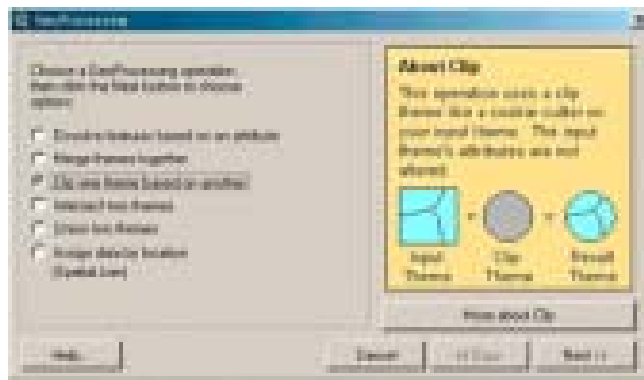 GeoProcessing
Choose a GeoProcessing operation,
then click the Next button to choose
options:
Dissolve features based on an attribute
Merge themes together
Clip one theme based on another
Intersect two themes
Union two themes
Assign data by location
(Spatial Join)
About Clip
This operation uses a clip
theme like a cookie cutter on
your input theme. The input
theme's attributes are not
altered.
+ =
Input Clip Result
Theme Theme Theme
More about Clip
Help... Cancel << Back Next >>